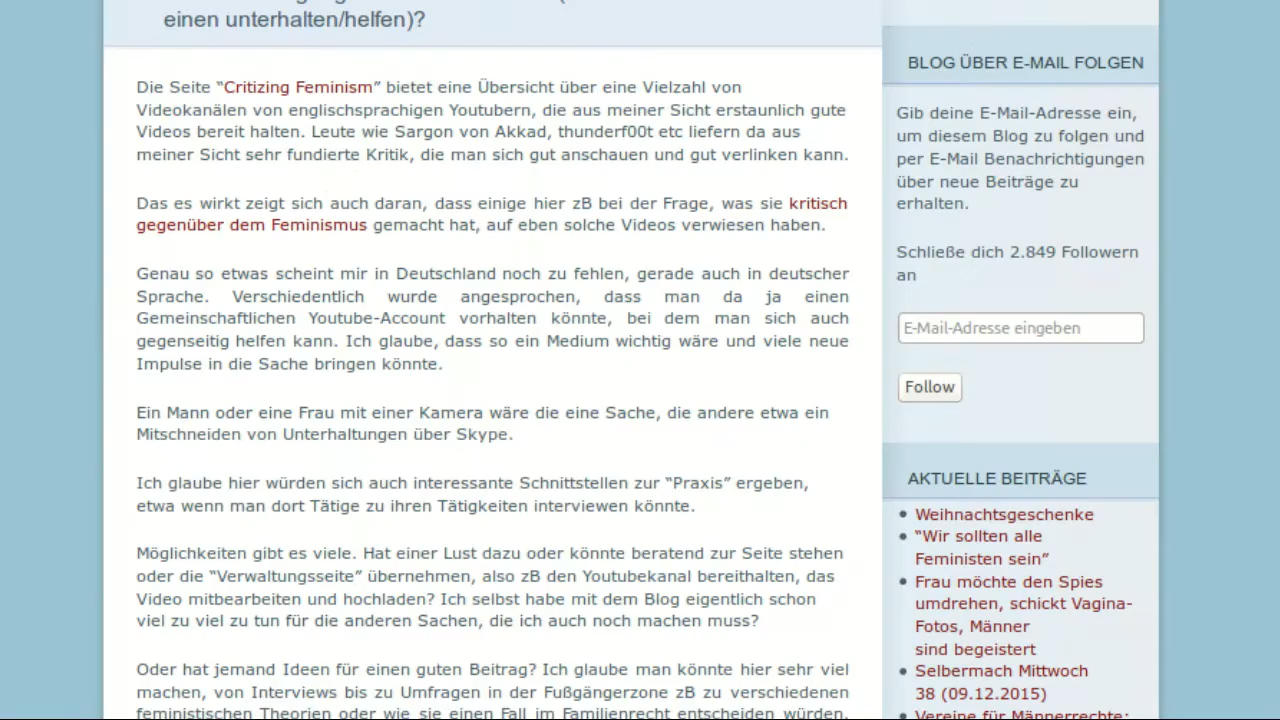 einen unterhalten/helfen)?
Die Seite “Critizing Feminism” bietet eine Übersicht über eine Vielzahl von
Videokanälen von englischsprachigen Youtubern, die aus meiner Sicht erstaunlich gute
Videos bereit halten. Leute wie Sargon von Akkad, thunderf00t etc liefern da aus
meiner Sicht sehr fundierte Kritik, die man sich gut anschauen und gut verlinken kann.
Das es wirkt zeigt sich auch daran, dass einige hier zB bei der Frage, was sie kritisch
gegenüber dem Feminismus gemacht hat, auf eben solche Videos verwiesen haben.
Genau so etwas scheint mir in Deutschland noch zu fehlen, gerade auch in deutscher
Sprache. Verschiedentlich wurde angesprochen, dass man da ja einen
Gemeinschaftlichen Youtube-Account vorhalten könnte, bei dem man sich auch
gegenseitig helfen kann. Ich glaube, dass so ein Medium wichtig wäre und viele neue
Impulse in die Sache bringen könnte.
Ein Mann oder eine Frau mit einer Kamera wäre die eine Sache, die andere etwa ein
Mitschneiden von Unterhaltungen über Skype.
Ich glaube hier würden sich auch interessante Schnittstellen zur “Praxis” ergeben,
etwa wenn man dort Tätige zu ihren Tätigkeiten interviewen könnte.
Möglichkeiten gibt es viele. Hat einer Lust dazu oder könnte beratend zur Seite stehen
oder die “Verwaltungsseite” übernehmen, also zB den Youtubekanal bereithalten, das
Video mitbearbeiten und hochladen? Ich selbst habe mit dem Blog eigentlich schon
viel zu viel zu tun für die anderen Sachen, die ich auch noch machen muss?
Oder hat jemand Ideen für einen guten Beitrag? Ich glaube man könnte hier sehr viel
machen, von Interviews bis zu Umfragen in der Fußgängerzone zB zu verschiedenen
feministischen Theorien oder wie sie einen Fall im Familienrecht entscheiden würden.
BLOG ÜBER E-MAIL FOLGEN
Gib deine E-Mail-Adresse ein,
um diesem Blog zu folgen und
per E-Mail Benachrichtigungen
über neue Beiträge zu
erhalten.
Schließe dich 2.849 Followern
an
E-Mail-Adresse eingeben
Follow
AKTUELLE BEITRÄGE
Weihnachtsgeschenke
“Wir sollten alle
Feministen sein”
Frau möchte den Spies
umdrehen, schickt Vagina-
Fotos, Männer
sind begeistert
Selbermach Mittwoch
38 (09.12.2015)
Vereine für Männerrechte: